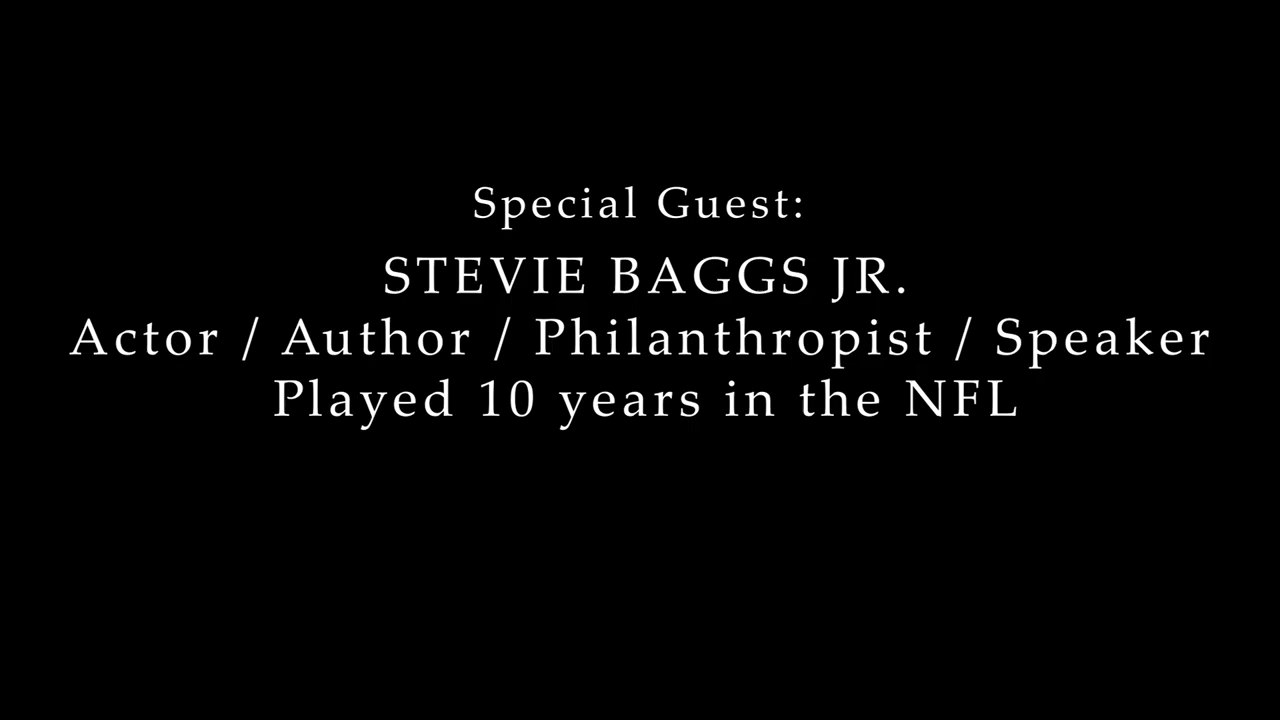 Special Guest:
STEVIE BAGGS JR.
Actor / Author / Philanthropist / Speaker
Played 10 years in the NFL